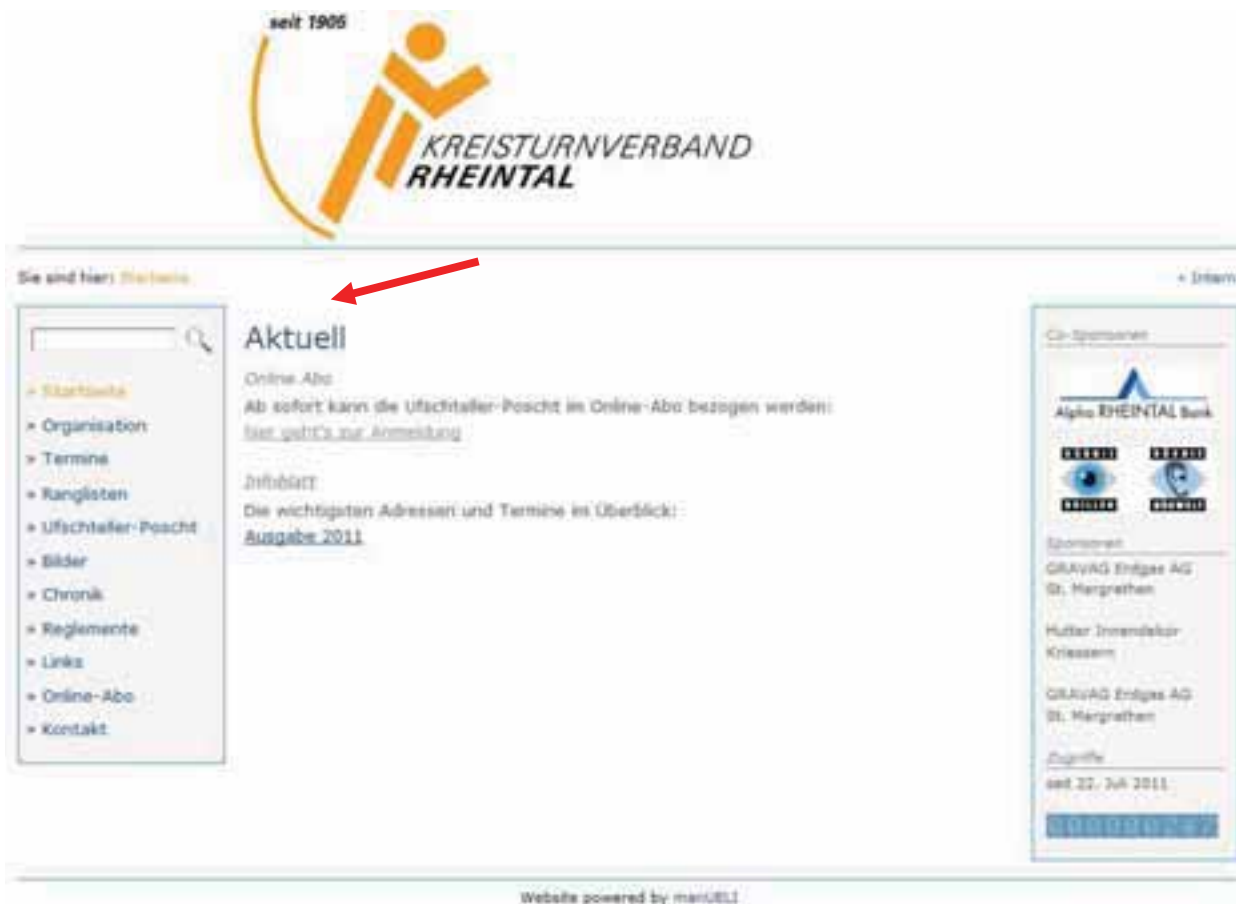 seit 1905
KREISTURNVERBAND
RHEINTAL
Sie sind hier: Startseite
» Intern
Aktuell
Online Abo
Ab sofort kann die Ufschteller-Poscht im Online-Abo bezogen werden:
hier geht's zur Anmeldung
Infoblatt
Die wichtigsten Adressen und Termine im Überblick:
Ausgabe 2011
» Startseite
» Organisation
» Termine
» Ranglisten
» Ufschteller-Poscht
» Bilder
» Chronik
» Reglemente
» Links
» Online-Abo
» Kontakt
Co-Sponsoren
Alpha RHEINTAL Bank
BRILLEN
Sponsoren
GRAVAG Erdgas AG
St. Margrethen
Hutter Innendekor
Kriessern
GRAVAG Erdgas AG
St. Margrethen
Zugriffe
seit 22. Juli 2011
Website powered by manUELI